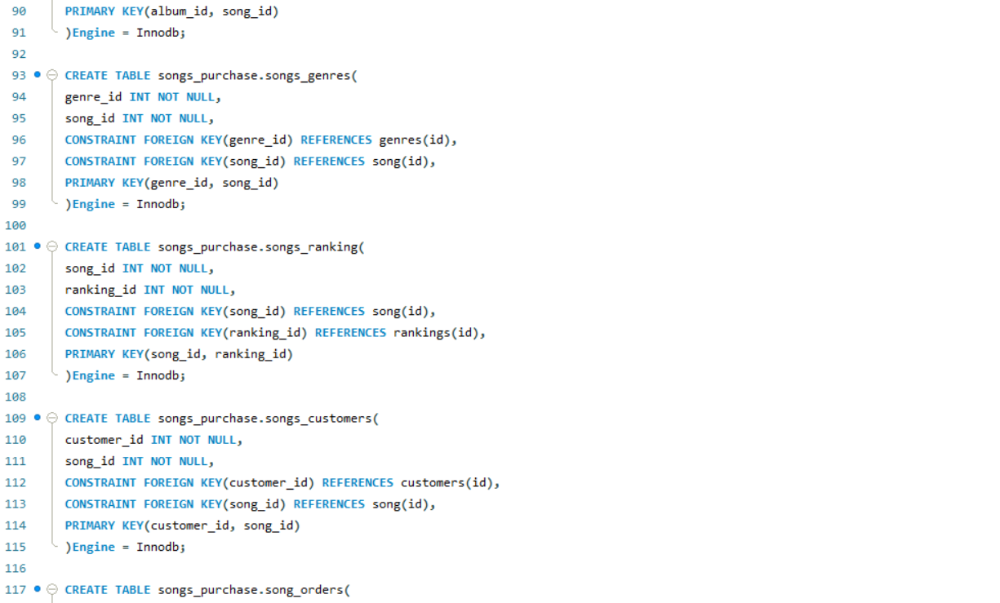 90 PRIMARY KEY(album_id, song_id)
91 )Engine = Innodb;
92
93 CREATE TABLE songs_purchase.songs_genres(
94 genre_id INT NOT NULL,
95 song_id INT NOT NULL,
96 CONSTRAINT FOREIGN KEY(genre_id) REFERENCES genres(id),
97 CONSTRAINT FOREIGN KEY(song_id) REFERENCES song(id),
98 PRIMARY KEY(genre_id, song_id)
99 )Engine = Innodb;
100
101 CREATE TABLE songs_purchase.songs_ranking(
102 song_id INT NOT NULL,
103 ranking_id INT NOT NULL,
104 CONSTRAINT FOREIGN KEY(song_id) REFERENCES song(id),
105 CONSTRAINT FOREIGN KEY(ranking_id) REFERENCES rankings(id),
106 PRIMARY KEY(song_id, ranking_id)
107 )Engine = Innodb;
108
109 CREATE TABLE songs_purchase.songs_customers(
110 customer_id INT NOT NULL,
111 song_id INT NOT NULL,
112 CONSTRAINT FOREIGN KEY(customer_id) REFERENCES customers(id),
113 CONSTRAINT FOREIGN KEY(song_id) REFERENCES song(id),
114 PRIMARY KEY(customer_id, song_id)
115 )Engine = Innodb;
116
117 CREATE TABLE songs_purchase.song_orders(